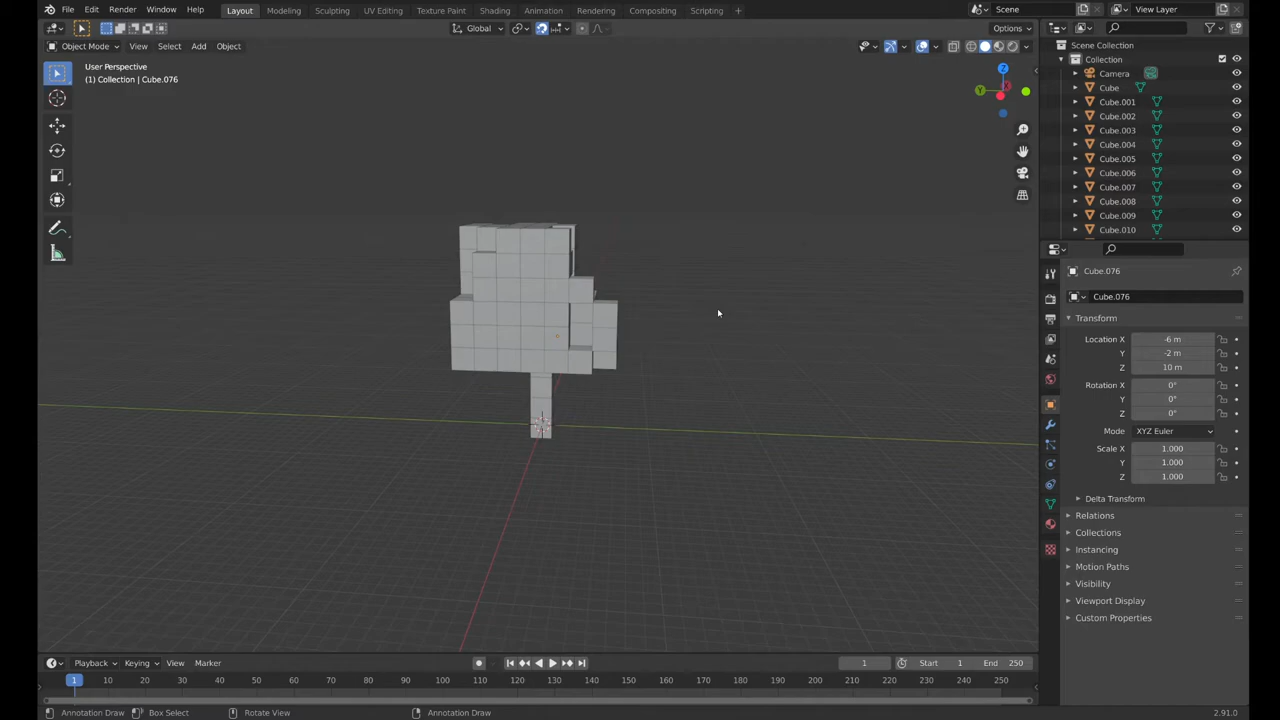 File Edit Render Window Help Layout Modeling Sculpting UV Editing Texture Paint Shading Animation Rendering Compositing Scripting + Scene View Layer
Global Options
Object Mode View Select Add Object
User Perspective
(1) Collection | Cube.076
Z
Y
X
Scene Collection
Collection
Camera
Cube
Cube.001
Cube.002
Cube.003
Cube.004
Cube.005
Cube.006
Cube.007
Cube.008
Cube.009
Cube.010
Cube.076
Cube.076
Transform
Location X -6 m
Y -2 m
Z 10 m
Rotation X 0°
Y 0°
Z 0°
Mode XYZ Euler
Scale X 1.000
Y 1.000
Z 1.000
Delta Transform
Relations
Collections
Instancing
Motion Paths
Visibility
Viewport Display
Custom Properties
Playback Keying View Marker 1 Start 1 End 250
1 10 20 30 40 50 60 70 80 90 100 110 120 130 140 150 160 170 180 190 200 210 220 230 240 250
Annotation Draw Box Select Rotate View Annotation Draw 2.91.0